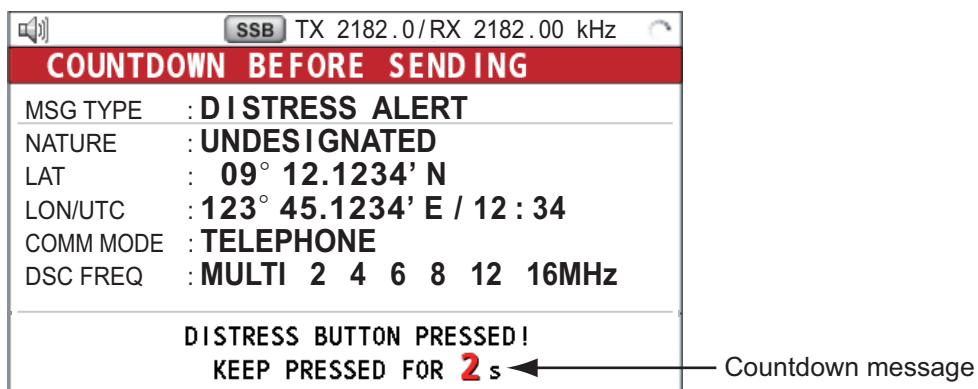 SSB TX 2182.0/RX 2182.00 kHz
COUNTDOWN BEFORE SENDING
MSG TYPE : DISTRESS ALERT
NATURE : UNDESIGNATED
LAT : 09° 12.1234’ N
LON/UTC : 123° 45.1234’ E / 12 : 34
COMM MODE : TELEPHONE
DSC FREQ : MULTI 2 4 6 8 12 16MHz
DISTRESS BUTTON PRESSED!
KEEP PRESSED FOR 2 s
Countdown message